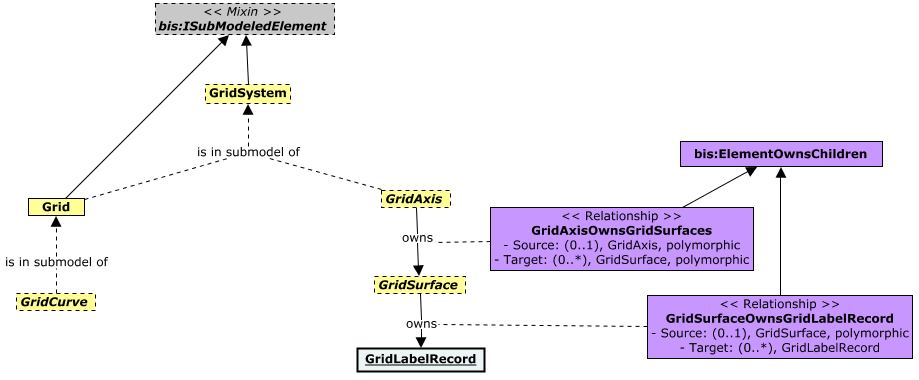 << Mixin >>
bis:ISubModeledElement
GridSystem
is in submodel of
bis:ElementOwnsChildren
Grid
GridAxis
<< Relationship >>
GridAxisOwnsGridSurfaces
- Source: (0..1), GridAxis, polymorphic
- Target: (0..*), GridSurface, polymorphic
owns
is in submodel of
GridSurface
GridCurve
<< Relationship >>
GridSurfaceOwnsGridLabelRecord
- Source: (0..1), GridSurface, polymorphic
- Target: (0..*), GridLabelRecord
owns
GridLabelRecord